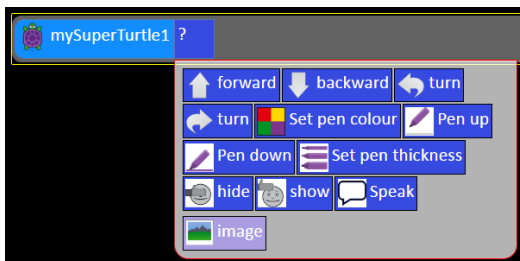 mySuperTurtle1 ?
forward backward turn
turn Set pen colour Pen up
Pen down Set pen thickness
hide show Speak
image